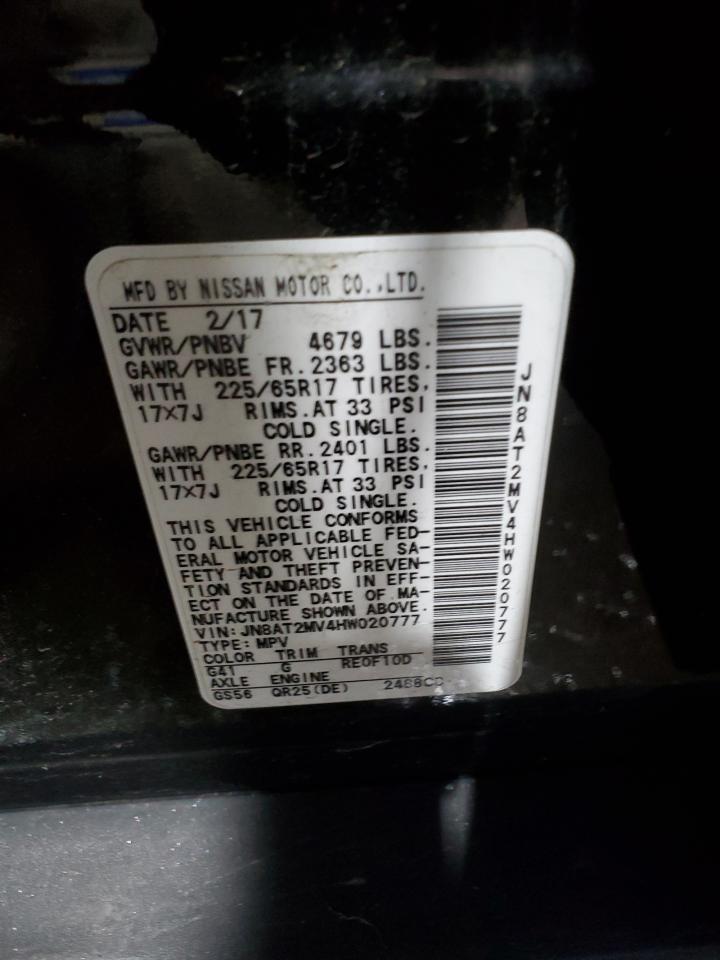 MFD BY NISSAN MOTOR CO.,LTD.
DATE 2/17
GVWR/PNBV 4679 LBS.
GAWR/PNBE FR. 2363 LBS.
WITH 225/65R17 TIRES,
17×7J RIMS. AT 33 PSI
COLD SINGLE.
GAWR/PNBE RR. 2401 LBS.
WITH 225/65R17 TIRES,
17×7J RIMS. AT 33 PSI
COLD SINGLE.
THIS VEHICLE CONFORMS
TO ALL APPLICABLE FED-
ERAL MOTOR VEHICLE SA-
FETY AND THEFT PREVEN-
TION STANDARDS IN EFF-
ECT ON THE DATE OF MA-
NUFACTURE SHOWN ABOVE.
VIN: JN8AT2MV4HW020777
TYPE: MPV
COLOR TRIM TRANS
G41 G RE0F10D
AXLE ENGINE
GS56 QR25(DE) 2488CC
JN8AT2MV4HW020777